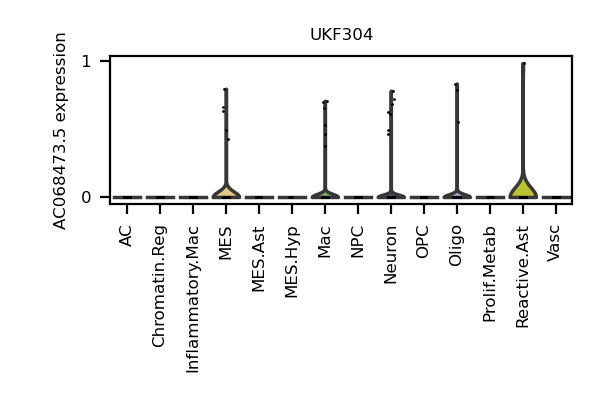 UKF304
AC068473.5 expression
1
0
AC
Chromatin.Reg
Inflammatory.Mac
MES
MES.Ast
MES.Hyp
Mac
NPC
Neuron
OPC
Oligo
Prolif.Metab
Reactive.Ast
Vasc